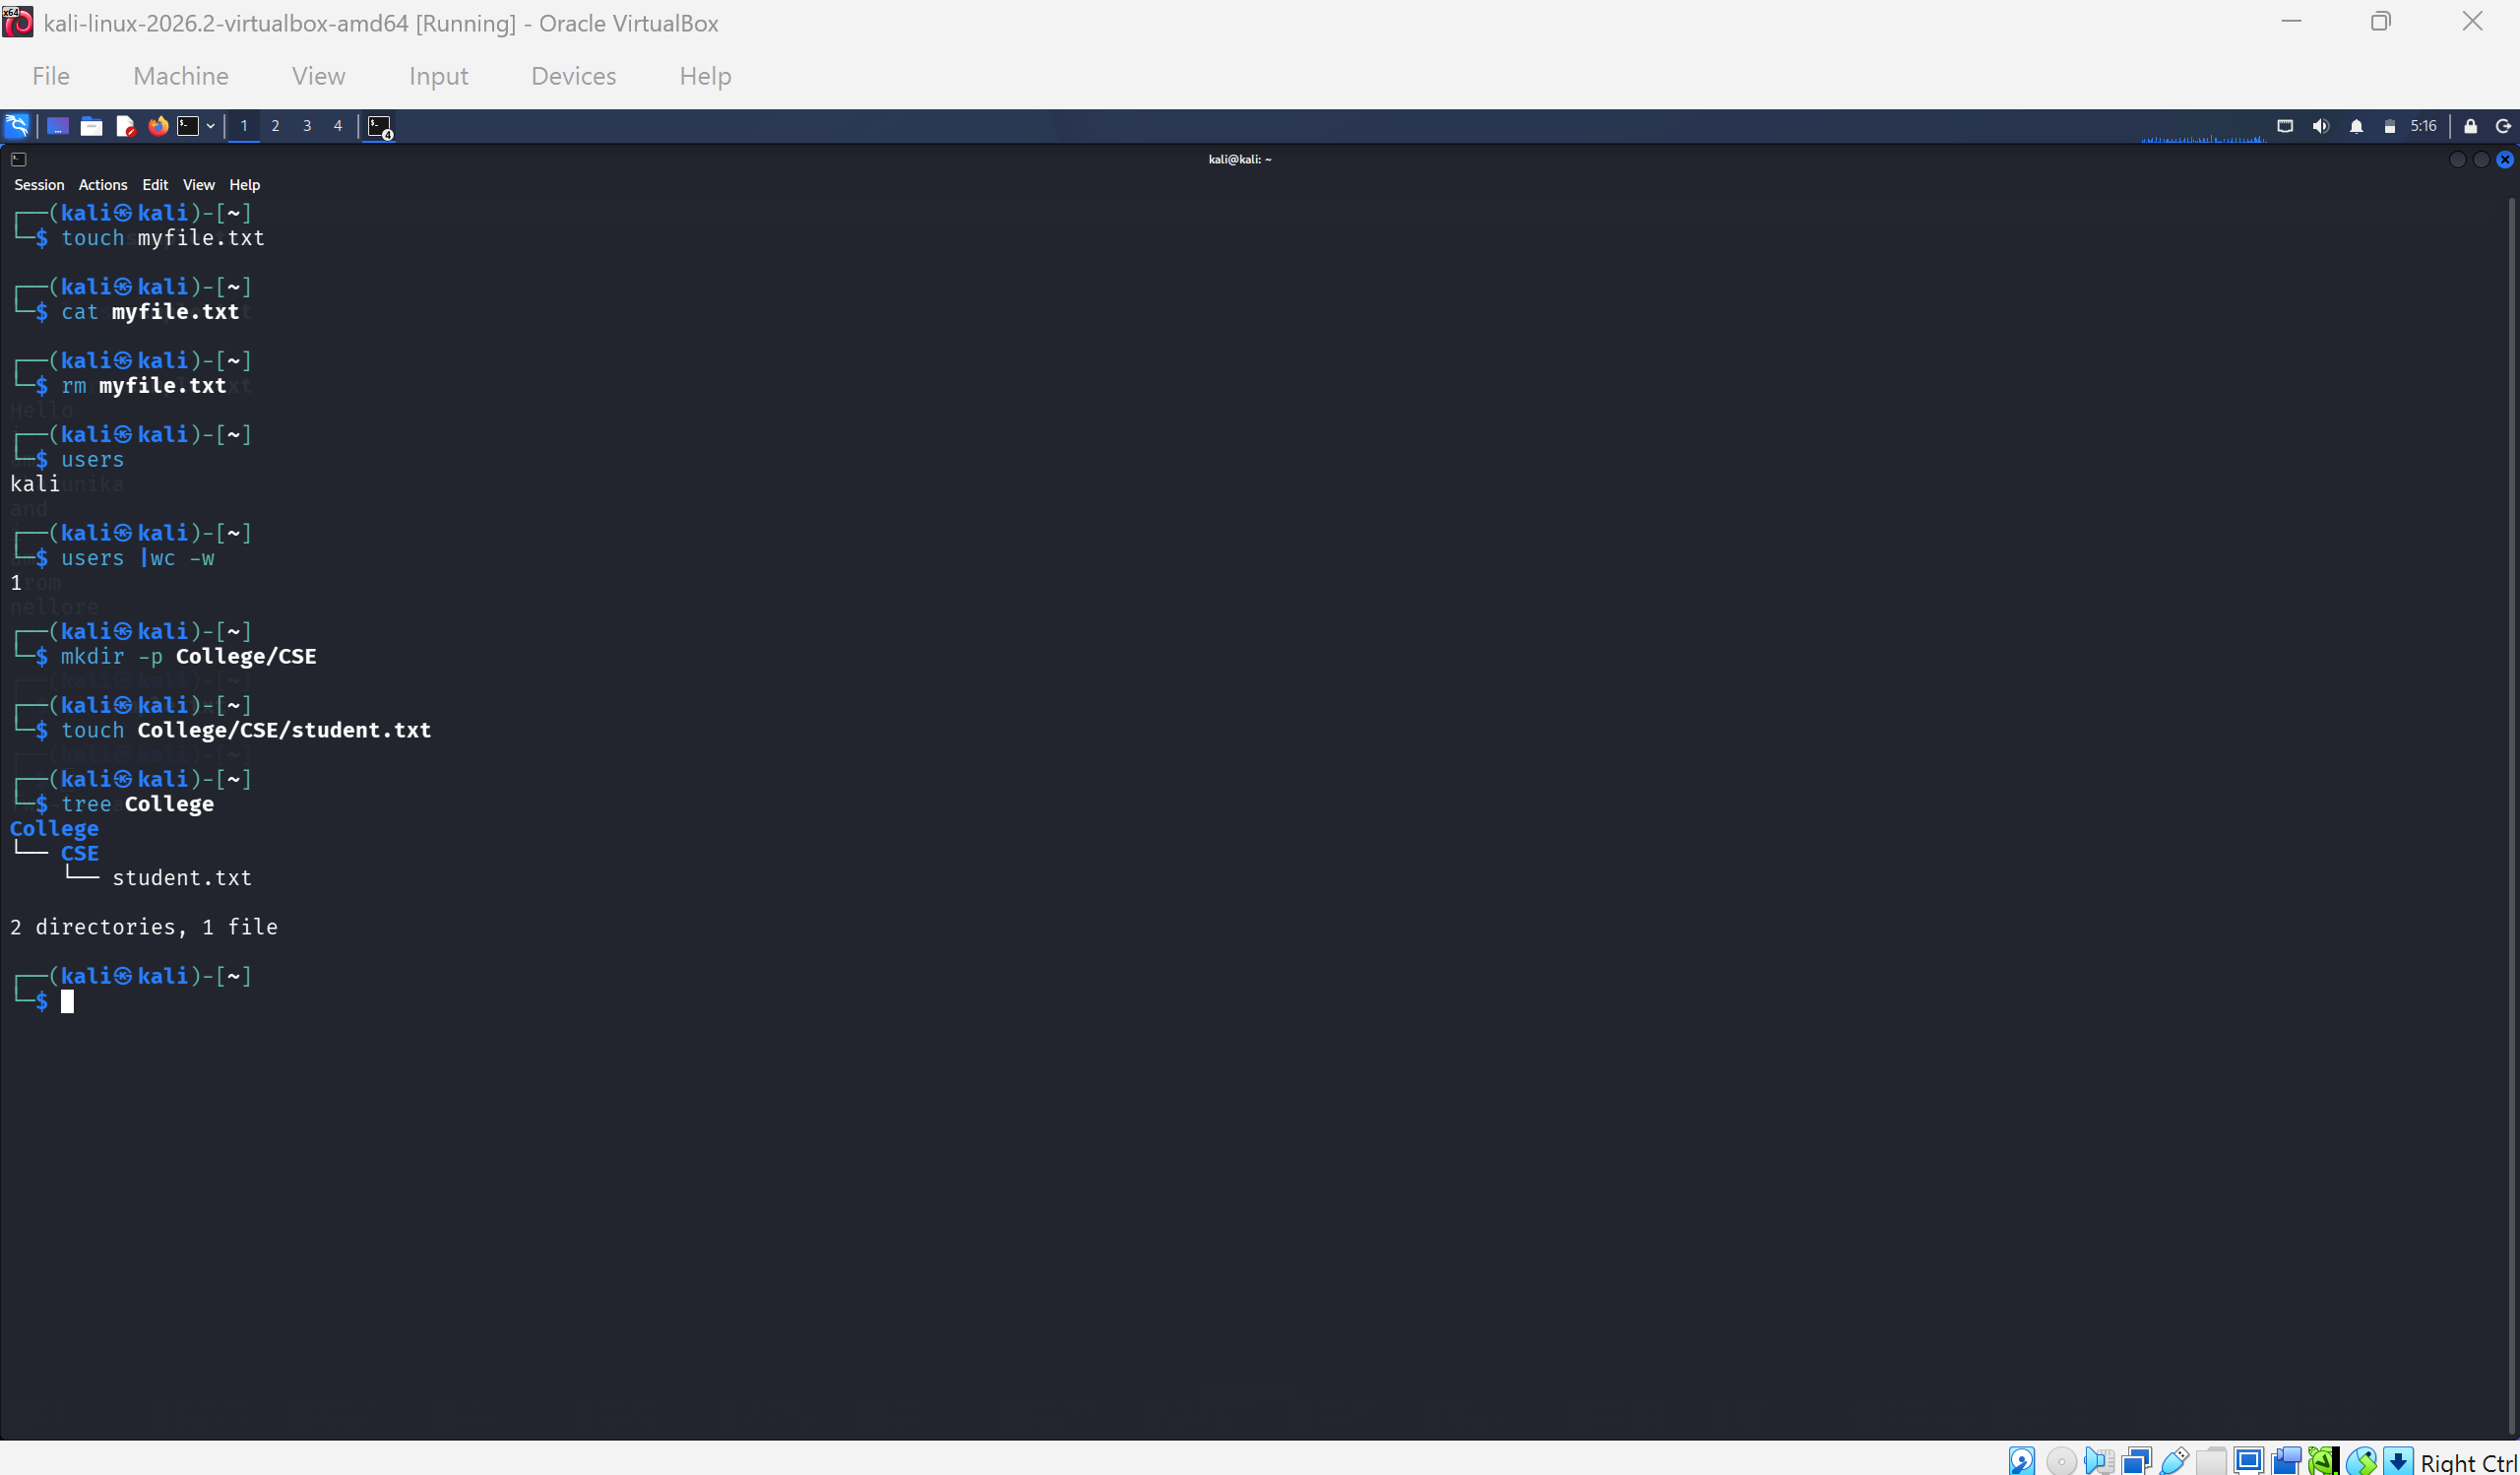 kali-linux-2026.2-virtualbox-amd64 [Running] - Oracle VirtualBox
File Machine View Input Devices Help
1 2 3 4 4 5:16
kali@kali: ~
Session Actions Edit View Help
┌──(kali㉿kali)-[~]
└─$ touch myfile.txt
┌──(kali㉿kali)-[~]
└─$ cat myfile.txt
┌──(kali㉿kali)-[~]
└─$ rm myfile.txt
Hello
┌──(kali㉿kali)-[~]
└─$ users
kali
and
┌──(kali㉿kali)-[~]
└─$ users |wc -w
1
nellore
┌──(kali㉿kali)-[~]
└─$ mkdir -p College/CSE
┌──(kali㉿kali)-[~]
└─$ touch College/CSE/student.txt
┌──(kali㉿kali)-[~]
└─$ tree College
College
└── CSE
    └── student.txt
2 directories, 1 file
┌──(kali㉿kali)-[~]
└─$
Right Ctrl